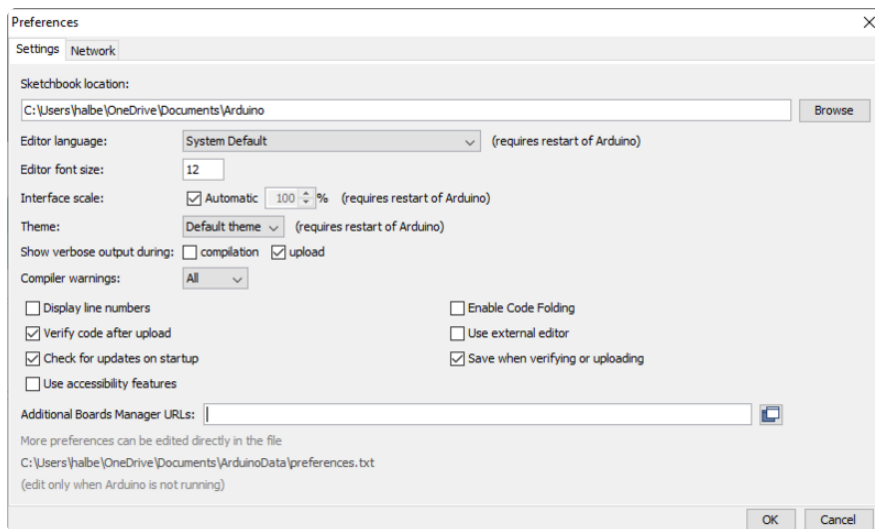 Preferences
Settings Network
Sketchbook location:
C:\Users\halbe\OneDrive\Documents\Arduino Browse
Editor language: System Default (requires restart of Arduino)
Editor font size: 12
Interface scale: Automatic 100 % (requires restart of Arduino)
Theme: Default theme (requires restart of Arduino)
Show verbose output during: compilation upload
Compiler warnings: All
Display line numbers Enable Code Folding
Verify code after upload Use external editor
Check for updates on startup Save when verifying or uploading
Use accessibility features
Additional Boards Manager URLs:
More preferences can be edited directly in the file
C:\Users\halbe\OneDrive\Documents\ArduinoData\preferences.txt
(edit only when Arduino is not running)
OK Cancel